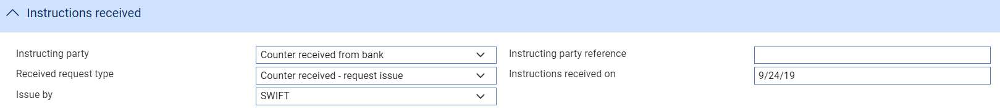 Instructions received
Instructing party Counter received from bank Instructing party reference
Received request type Counter received - request issue Instructions received on 9/24/19
Issue by SWIFT